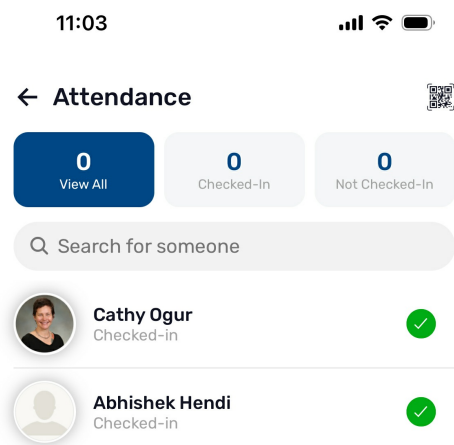 11:03
Attendance
0
View All
0
Checked-In
0
Not Checked-In
Search for someone
Cathy Ogur
Checked-in
Abhishek Hendi
Checked-in